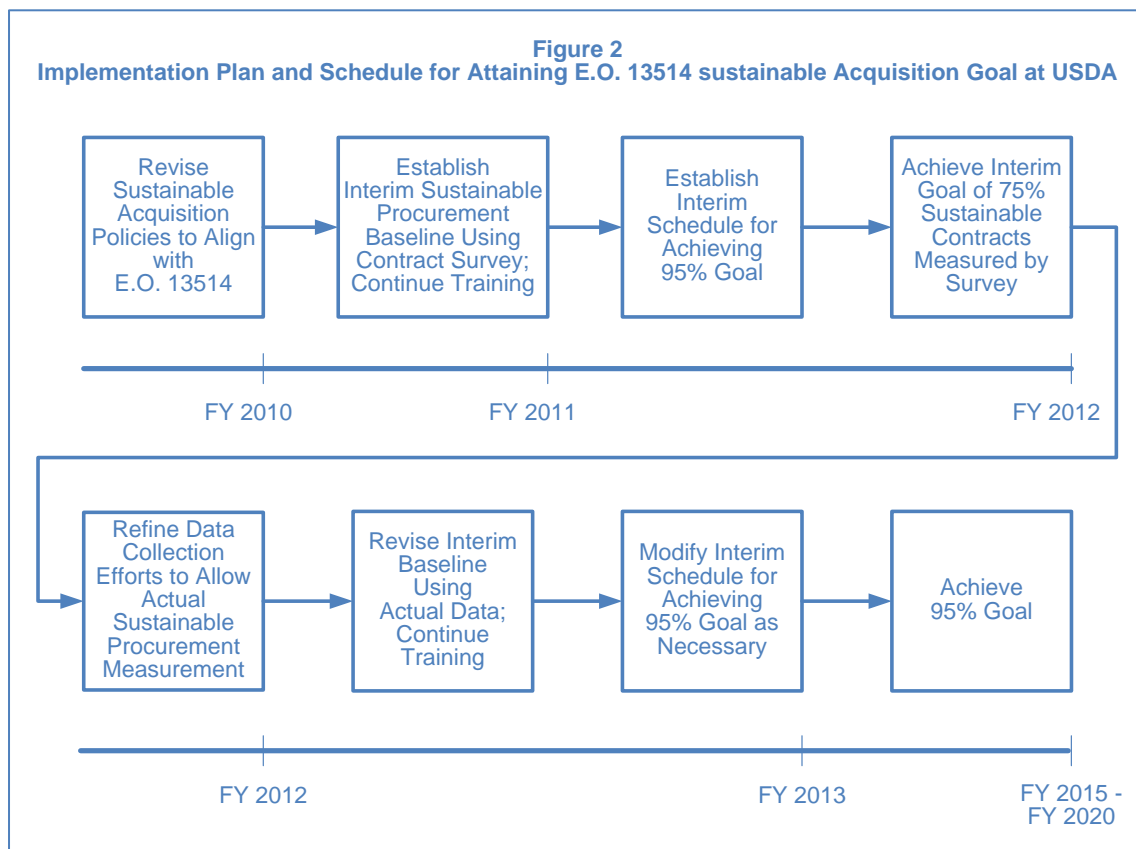 Figure 2
Implementation Plan and Schedule for Attaining E.O. 13514 sustainable Acquisition Goal at USDA
Revise
Sustainable
Acquisition
Policies to Align
with
E.O. 13514
Establish
Interim Sustainable
Procurement
Baseline Using
Contract Survey;
Continue Training
Establish
Interim
Schedule for
Achieving
95% Goal
Achieve Interim
Goal of 75%
Sustainable
Contracts
Measured by
Survey
FY 2010
FY 2011
FY 2012
Refine Data
Collection
Efforts to Allow
Actual
Sustainable
Procurement
Measurement
Revise Interim
Baseline
Using
Actual Data;
Continue
Training
Modify Interim
Schedule for
Achieving
95% Goal as
Necessary
Achieve
95% Goal
FY 2012
FY 2013
FY 2015 -
FY 2020